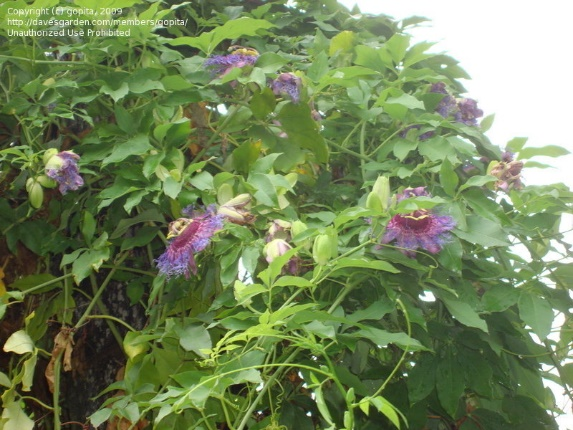 Copyright (c) gopita, 2009
http://davesgarden.com/members/gopita/
Unauthorized Use Prohibited